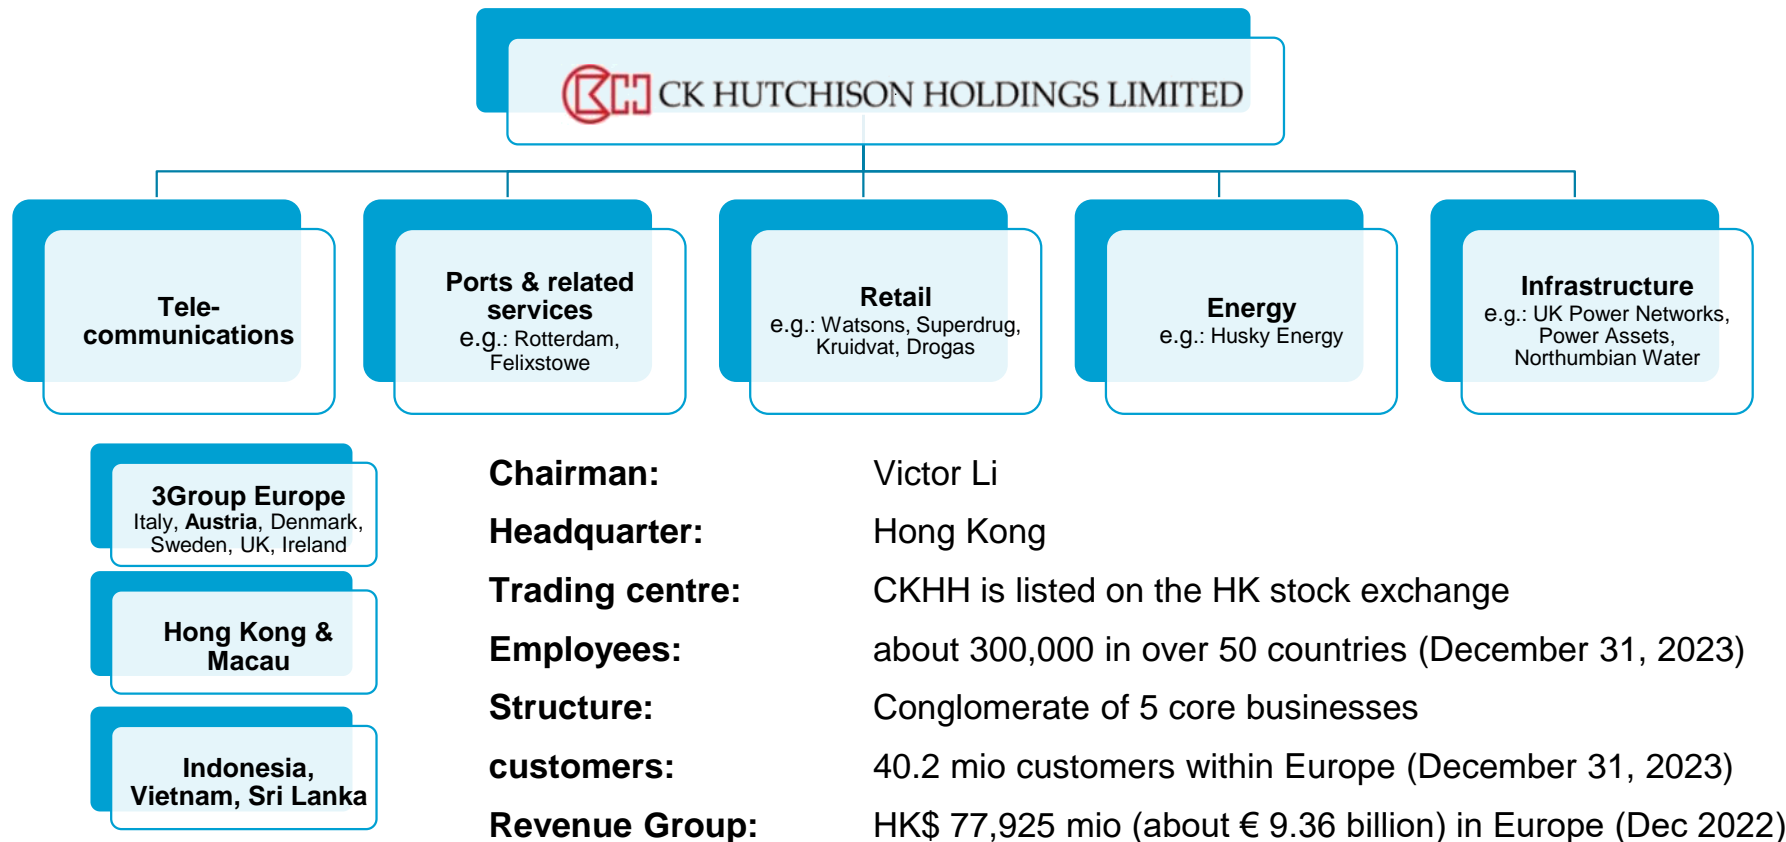 CK HUTCHISON HOLDINGS LIMITED
Tele-
communications
Ports & related
services
e.g.: Rotterdam,
Felixstowe
Retail
e.g.: Watsons, Superdrug,
Kruidvat, Drogas
Energy
e.g.: Husky Energy
Infrastructure
e.g.: UK Power Networks,
Power Assets,
Northumbian Water
3Group Europe
Italy, Austria, Denmark,
Sweden, UK, Ireland
Hong Kong &
Macau
Indonesia,
Vietnam, Sri Lanka
Chairman: Victor Li
Headquarter: Hong Kong
Trading centre: CKHH is listed on the HK stock exchange
Employees: about 300,000 in over 50 countries (December 31, 2023)
Structure: Conglomerate of 5 core businesses
customers: 40.2 mio customers within Europe (December 31, 2023)
Revenue Group: HK$ 77,925 mio (about € 9.36 billion) in Europe (Dec 2022)